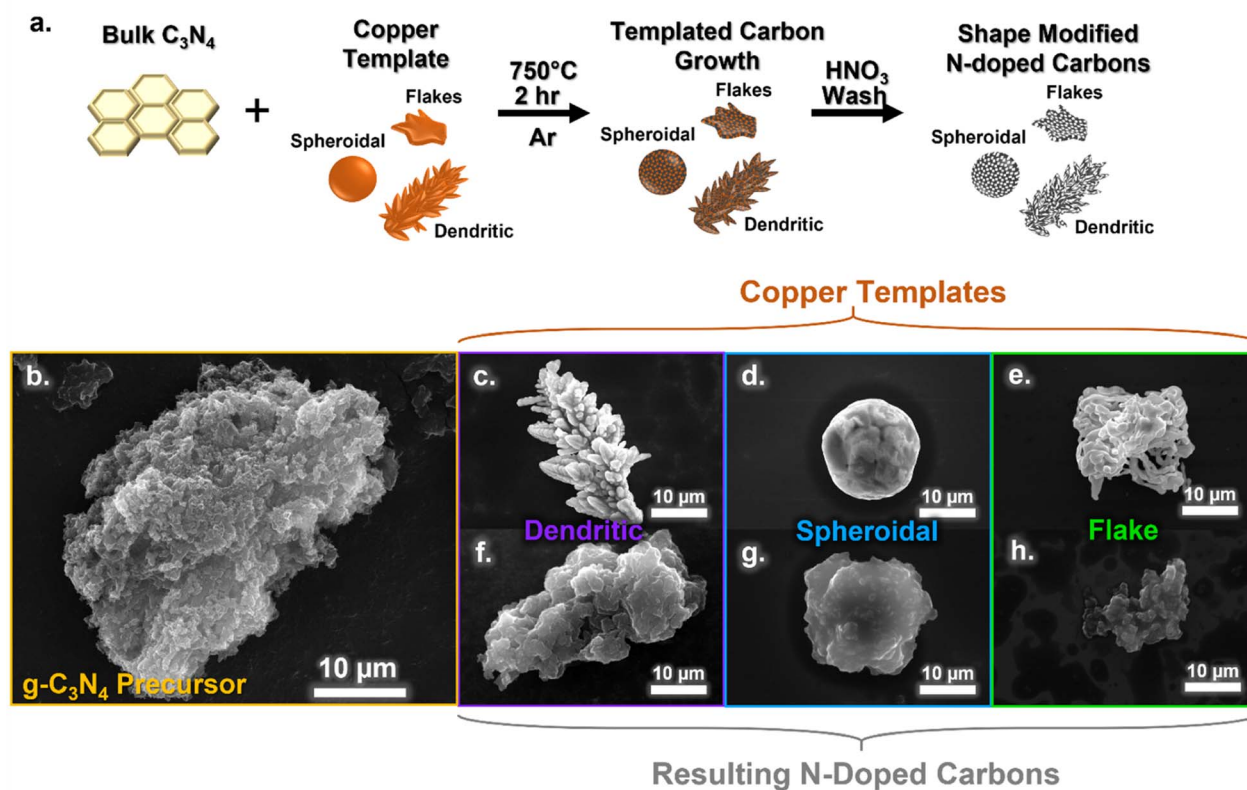 a.
Bulk C₃N₄
+
Copper
Template
Flakes
Spheroidal
Dendritic
750°C
2 hr
Ar
Templated Carbon
Growth
Flakes
Spheroidal
Dendritic
HNO₃
Wash
Shape Modified
N-doped Carbons
Flakes
Spheroidal
Dendritic
Copper Templates
b.
10 µm
g-C₃N₄ Precursor
c.
10 µm
d.
10 µm
e.
10 µm
Dendritic
Spheroidal
Flake
f.
10 µm
g.
10 µm
h.
10 µm
Resulting N-Doped Carbons